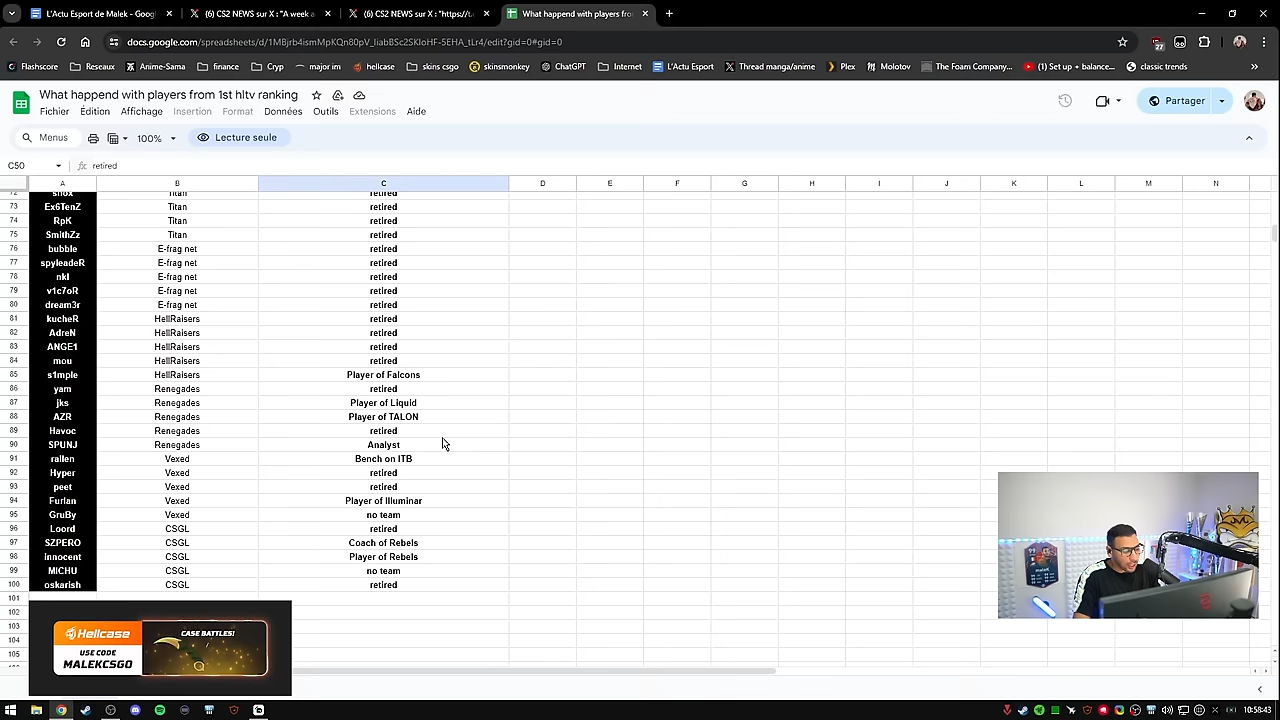 L'Actu Esport de Malek - Goog
(6) CS2 NEWS sur X : "A week a
(6) CS2 NEWS sur X : "https://t
What happend with players from
docs.google.com/spreadsheets/d/1MBjrb4ismMpKQn80pV_IiabBSc2SKIoHF-5EHA_tLr4/edit?gid=0#gid=0
27
Flashscore
Reseaux
Anime-Sama
finance
Cryp
major im
hellcase
skins csgo
skinsmonkey
ChatGPT
Internet
L'Actu Esport
Thread manga/anime
Plex
Molotov
The Foam Company...
(1) Set up + balance...
classic trends
What happend with players from 1st hltv ranking
Fichier Édition Affichage Insertion Format Données Outils Extensions Aide
Partager
Menus
100%
Lecture seule
C50
retired
A B C D E F G H I J K L M N
72 shox Titan retired
73 Ex6TenZ Titan retired
74 RpK Titan retired
75 SmithZz Titan retired
76 bubble E-frag net retired
77 spyleadeR E-frag net retired
78 nkl E-frag net retired
79 v1c7oR E-frag net retired
80 dream3r E-frag net retired
81 kucheR HellRaisers retired
82 AdreN HellRaisers retired
83 ANGE1 HellRaisers retired
84 mou HellRaisers retired
85 s1mple HellRaisers Player of Falcons
86 yam Renegades retired
87 jks Renegades Player of Liquid
88 AZR Renegades Player of TALON
89 Havoc Renegades retired
90 SPUNJ Renegades Analyst
91 rallen Vexed Bench on ITB
92 Hyper Vexed retired
93 peet Vexed retired
94 Furlan Vexed Player of Illuminar
95 GruBy Vexed no team
96 Loord CSGL retired
97 SZPERO CSGL Coach of Rebels
98 innocent CSGL Player of Rebels
99 MICHU CSGL no team
100 oskarish CSGL retired
101
102
103
104
105
Hellcase
USE CODE
MALEKCSGO
CASE BATTLES!
99
10:58:43